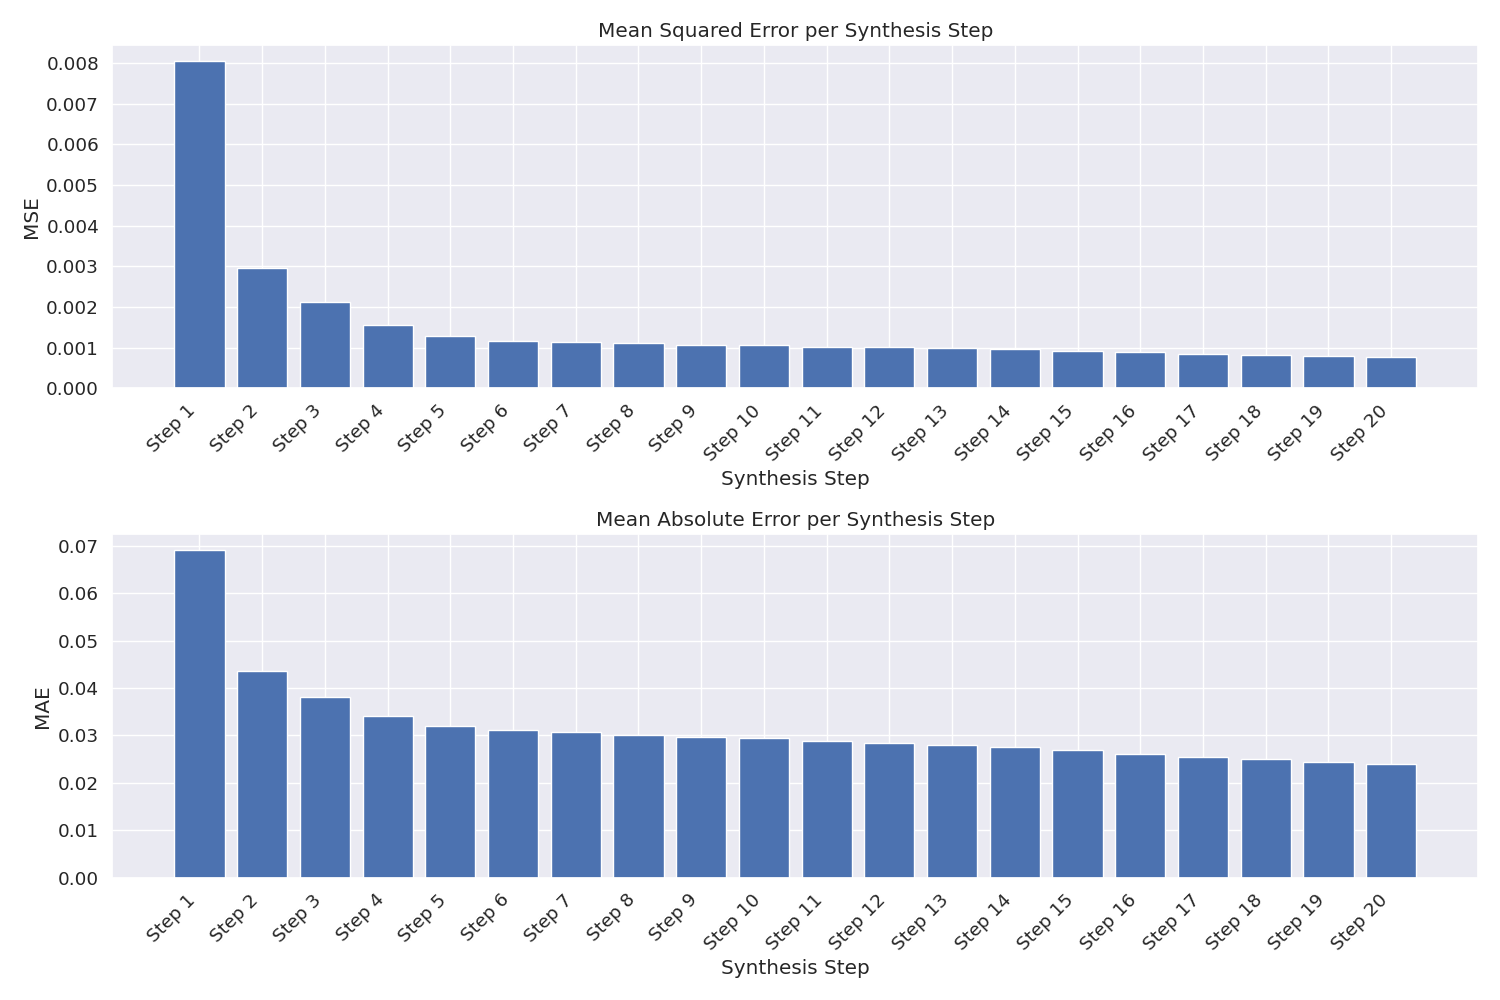 Mean Squared Error per Synthesis Step
0.008
0.007
0.006
0.005
0.004
0.003
0.002
0.001
0.000
MSE
Step 1
Step 2
Step 3
Step 4
Step 5
Step 6
Step 7
Step 8
Step 9
Step 10
Step 11
Step 12
Step 13
Step 14
Step 15
Step 16
Step 17
Step 18
Step 19
Step 20
Synthesis Step
Mean Absolute Error per Synthesis Step
0.07
0.06
0.05
0.04
0.03
0.02
0.01
0.00
MAE
Step 1
Step 2
Step 3
Step 4
Step 5
Step 6
Step 7
Step 8
Step 9
Step 10
Step 11
Step 12
Step 13
Step 14
Step 15
Step 16
Step 17
Step 18
Step 19
Step 20
Synthesis Step